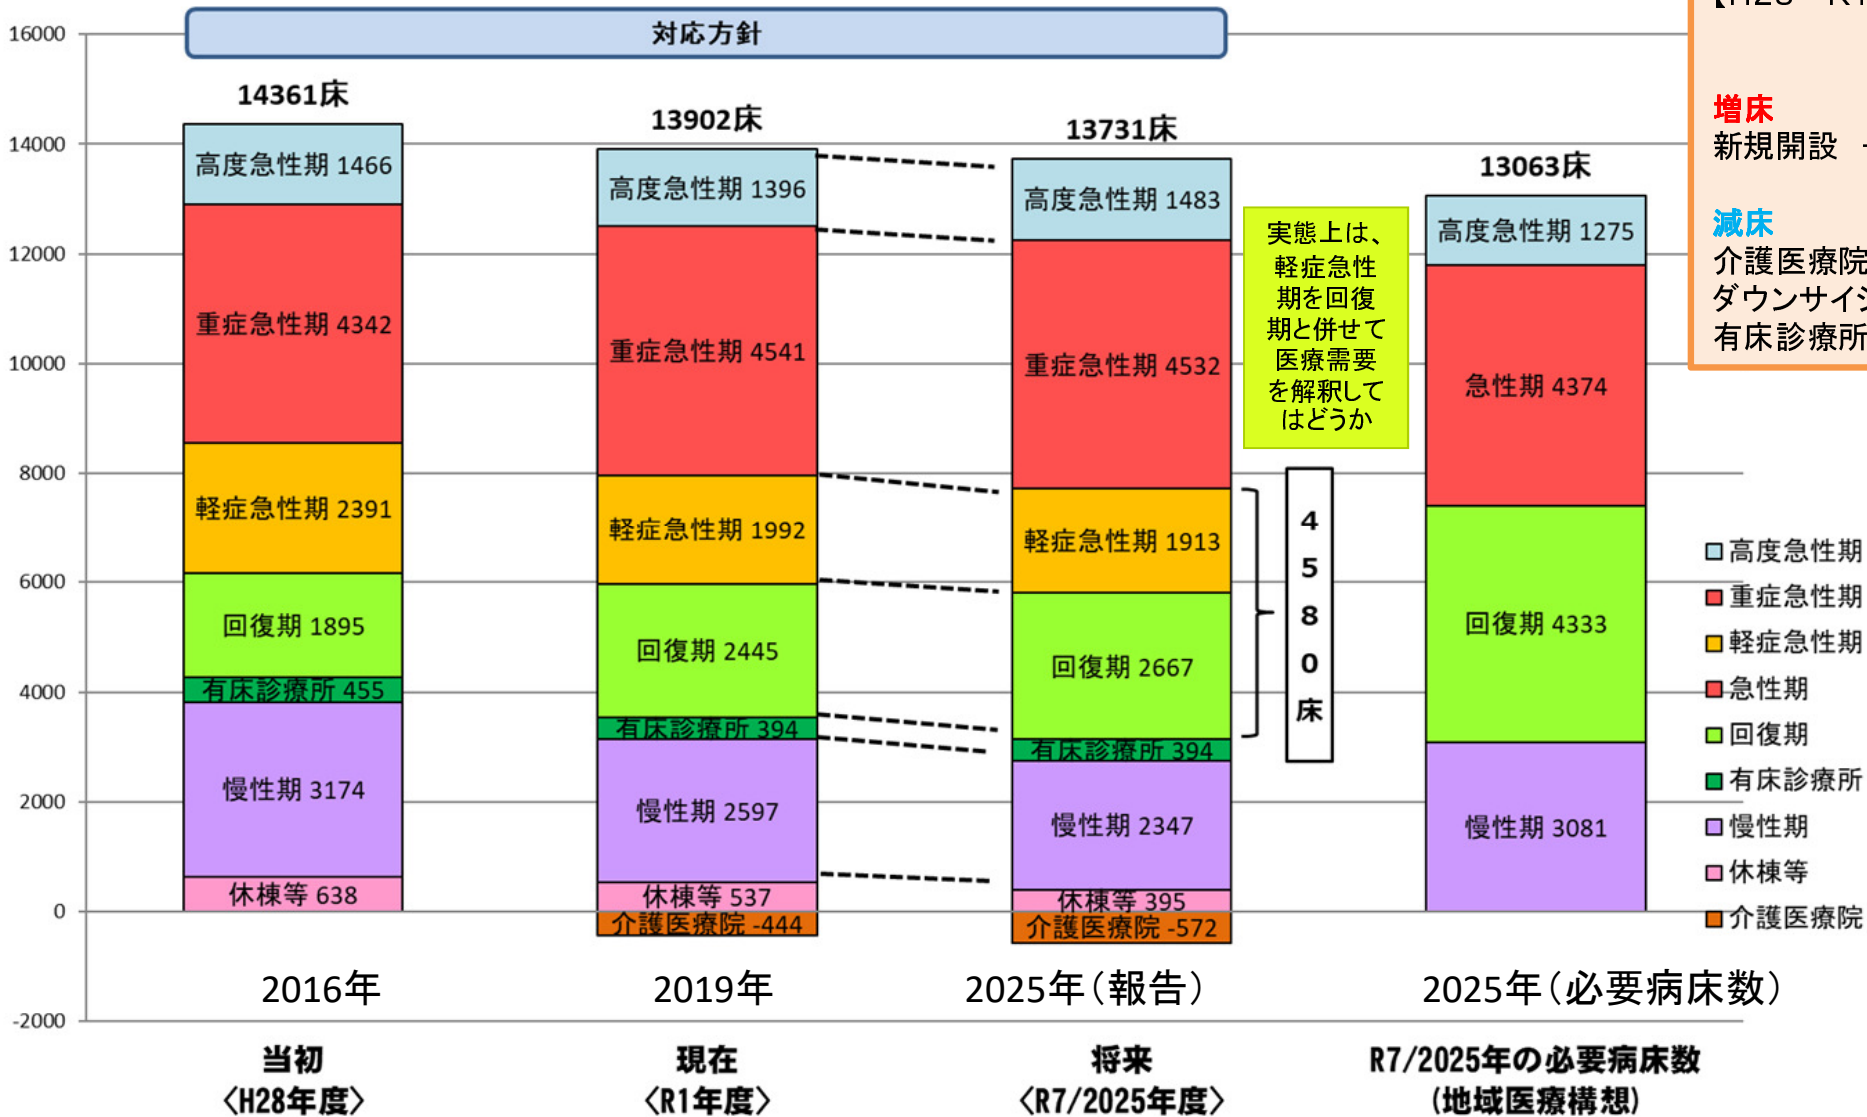 対応方針
16000
14000
12000
10000
8000
6000
4000
2000
0
-2000
14361床
高度急性期 1466
重症急性期 4342
軽症急性期 2391
回復期 1895
有床診療所 455
慢性期 3174
休棟等 638
2016年
当初
〈H28年度〉
13902床
高度急性期 1396
重症急性期 4541
軽症急性期 1992
回復期 2445
有床診療所 394
慢性期 2597
休棟等 537
介護医療院 -444
2019年
現在
〈R1年度〉
13731床
高度急性期 1483
重症急性期 4532
軽症急性期 1913
回復期 2667
有床診療所 394
慢性期 2347
休棟等 395
介護医療院 -572
2025年（報告）
将来
〈R7/2025年度〉
実態上は、
軽症急性
期を回復
期と併せて
医療需要
を解釈して
はどうか
4
5
8
0
床
13063床
高度急性期 1275
急性期 4374
回復期 4333
慢性期 3081
2025年（必要病床数）
R7/2025年の必要病床数
(地域医療構想)
増床
新規開設
減床
介護医療院
ダウンサイジ
有床診療所
高度急性期
重症急性期
軽症急性期
急性期
回復期
有床診療所
慢性期
休棟等
介護医療院